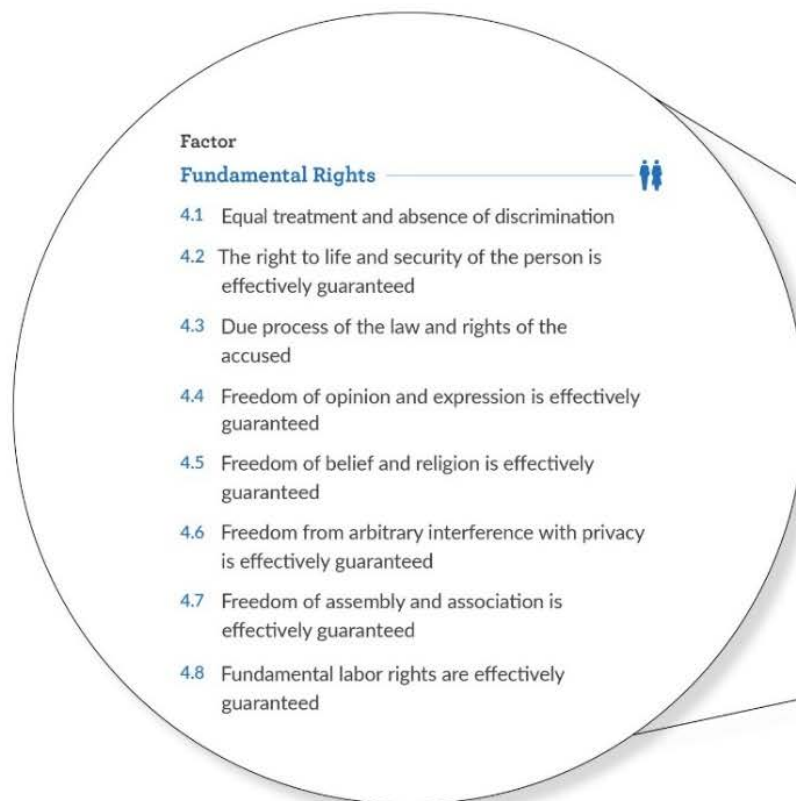 Factor
Fundamental Rights
4.1 Equal treatment and absence of discrimination
4.2 The right to life and security of the person is
effectively guaranteed
4.3 Due process of the law and rights of the
accused
4.4 Freedom of opinion and expression is effectively
guaranteed
4.5 Freedom of belief and religion is effectively
guaranteed
4.6 Freedom from arbitrary interference with privacy
is effectively guaranteed
4.7 Freedom of assembly and association is
effectively guaranteed
4.8 Fundamental labor rights are effectively
guaranteed